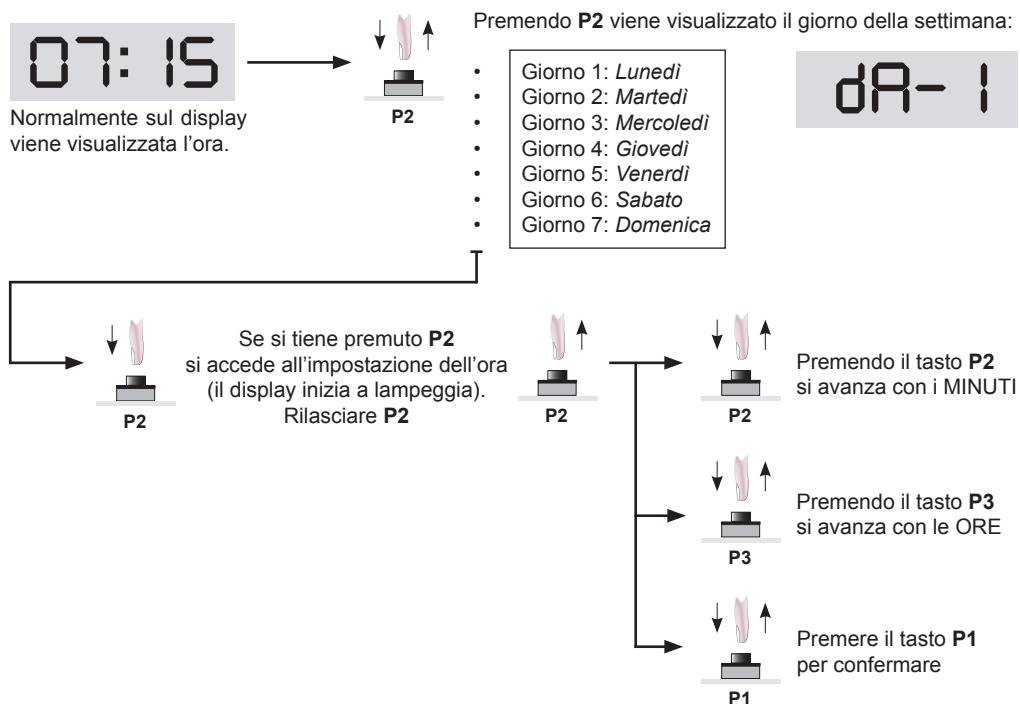 07:15
Normalmente sul display
viene visualizzata l'ora.
P2
Premendo P2 viene visualizzato il giorno della settimana:
• Giorno 1: Lunedì
• Giorno 2: Martedì
• Giorno 3: Mercoledì
• Giorno 4: Giovedì
• Giorno 5: Venerdì
• Giorno 6: Sabato
• Giorno 7: Domenica
dA-1
P2
Se si tiene premuto P2
si accede all'impostazione dell'ora
(il display inizia a lampeggia).
Rilasciare P2
P2
P2
Premendo il tasto P2
si avanza con i MINUTI
P3
Premendo il tasto P3
si avanza con le ORE
P1
Premere il tasto P1
per confermare